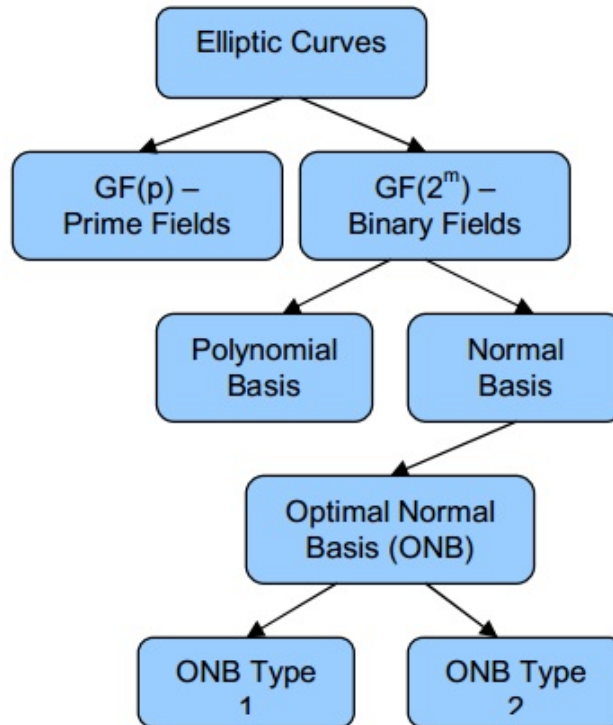 Elliptic Curves
GF(p) –
Prime Fields
GF(2^m) –
Binary Fields
Polynomial
Basis
Normal
Basis
Optimal Normal
Basis (ONB)
ONB Type
1
ONB Type
2